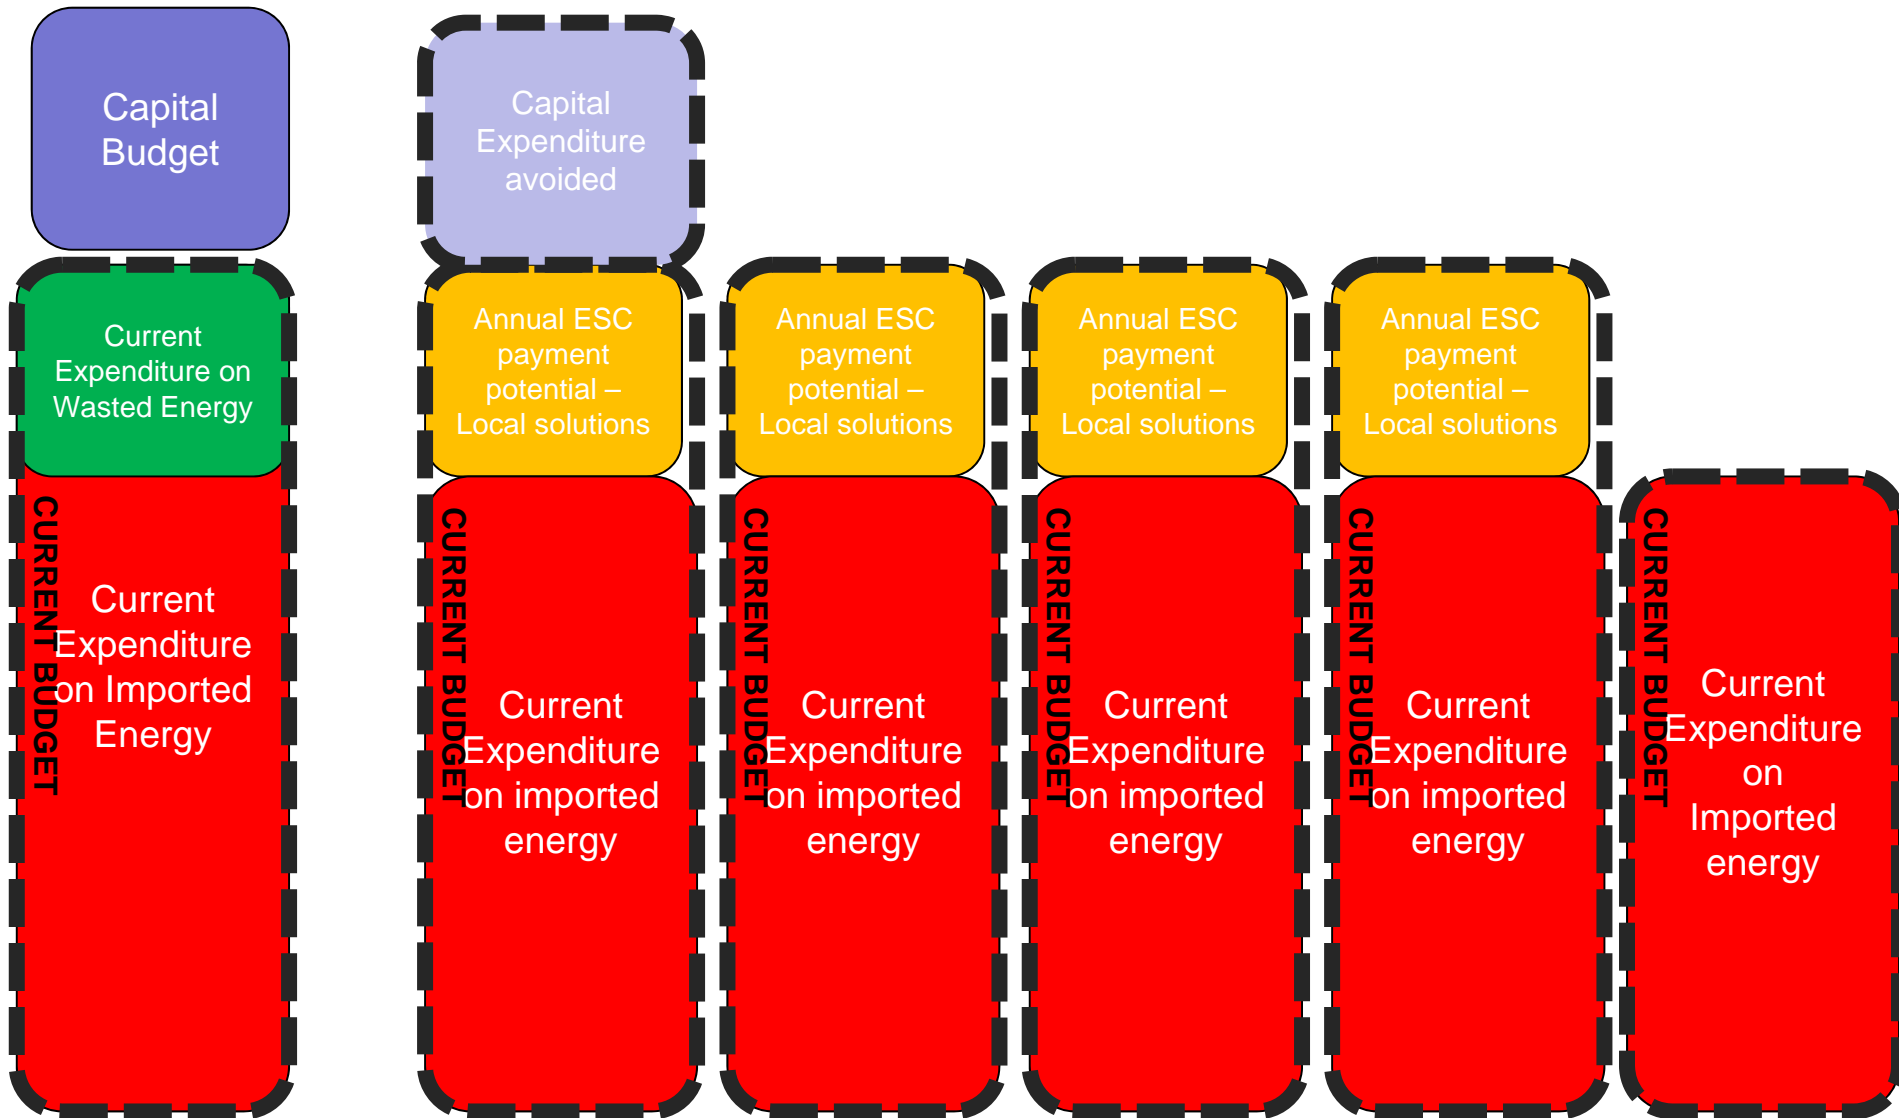 Capital
Budget
Current
Expenditure on
Wasted Energy
CURRENT BUDGET
Current
Expenditure
on Imported
Energy
Capital
Expenditure
avoided
Annual ESC
payment
potential –
Local solutions
CURRENT BUDGET
Current
Expenditure
on imported
energy
Annual ESC
payment
potential –
Local solutions
CURRENT BUDGET
Current
Expenditure
on imported
energy
Annual ESC
payment
potential –
Local solutions
CURRENT BUDGET
Current
Expenditure
on imported
energy
Annual ESC
payment
potential –
Local solutions
CURRENT BUDGET
Current
Expenditure
on imported
energy
CURRENT BUDGET
Current
Expenditure
on
Imported
energy